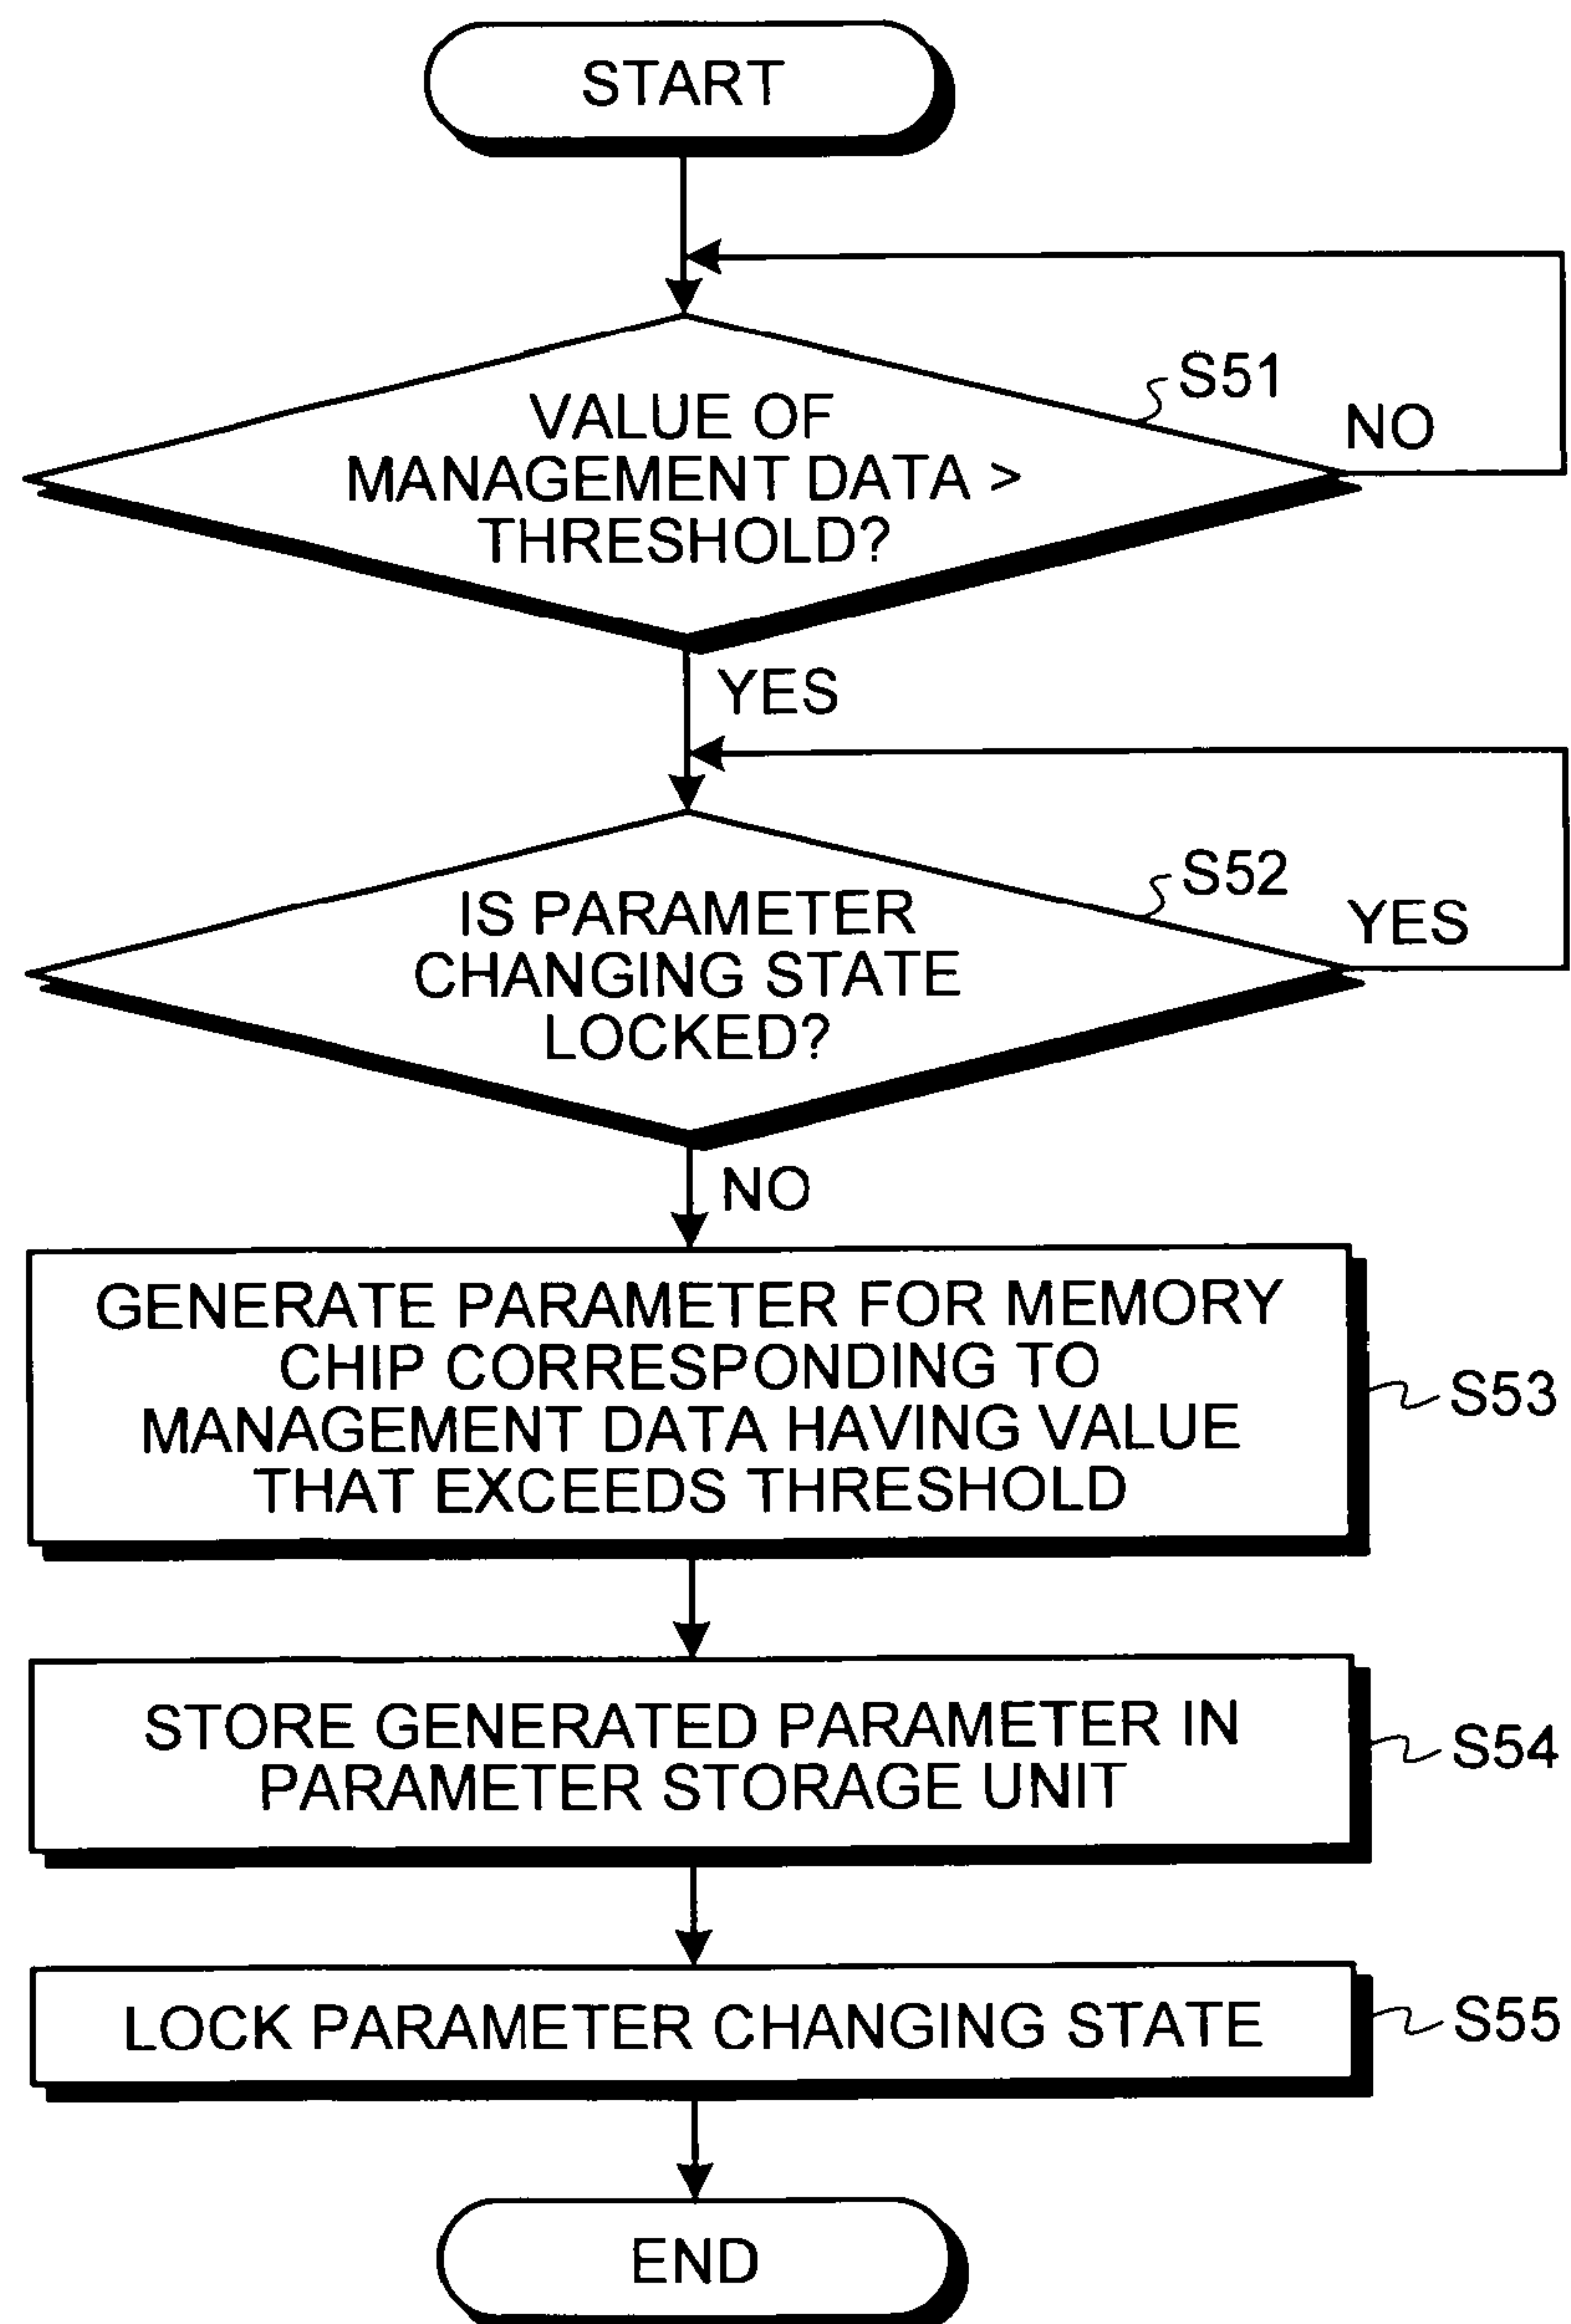 START
S51
NO
VALUE OF
MANAGEMENT DATA >
THRESHOLD?
YES
S52
YES
IS PARAMETER
CHANGING STATE
LOCKED?
NO
GENERATE PARAMETER FOR MEMORY
CHIP CORRESPONDING TO
MANAGEMENT DATA HAVING VALUE
THAT EXCEEDS THRESHOLD
S53
STORE GENERATED PARAMETER IN
PARAMETER STORAGE UNIT
S54
LOCK PARAMETER CHANGING STATE
S55
END